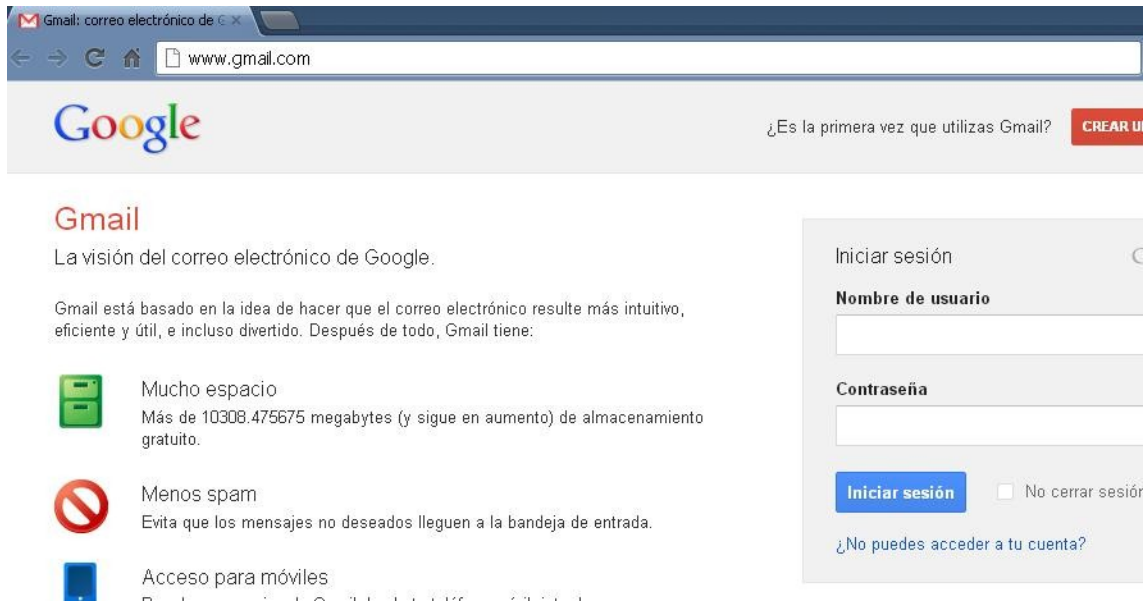 Gmail: correo electrónico de G
www.gmail.com
Google
¿Es la primera vez que utilizas Gmail?
CREAR
Gmail
La visión del correo electrónico de Google.
Gmail está basado en la idea de hacer que el correo electrónico resulte más intuitivo,
eficiente y útil, e incluso divertido. Después de todo, Gmail tiene:
Mucho espacio
Más de 10308.475675 megabytes (y sigue en aumento) de almacenamiento
gratuito.
Menos spam
Evita que los mensajes no deseados lleguen a la bandeja de entrada.
Acceso para móviles
Iniciar sesión
Nombre de usuario
Contraseña
Iniciar sesión
No cerrar sesión
¿No puedes acceder a tu cuenta?